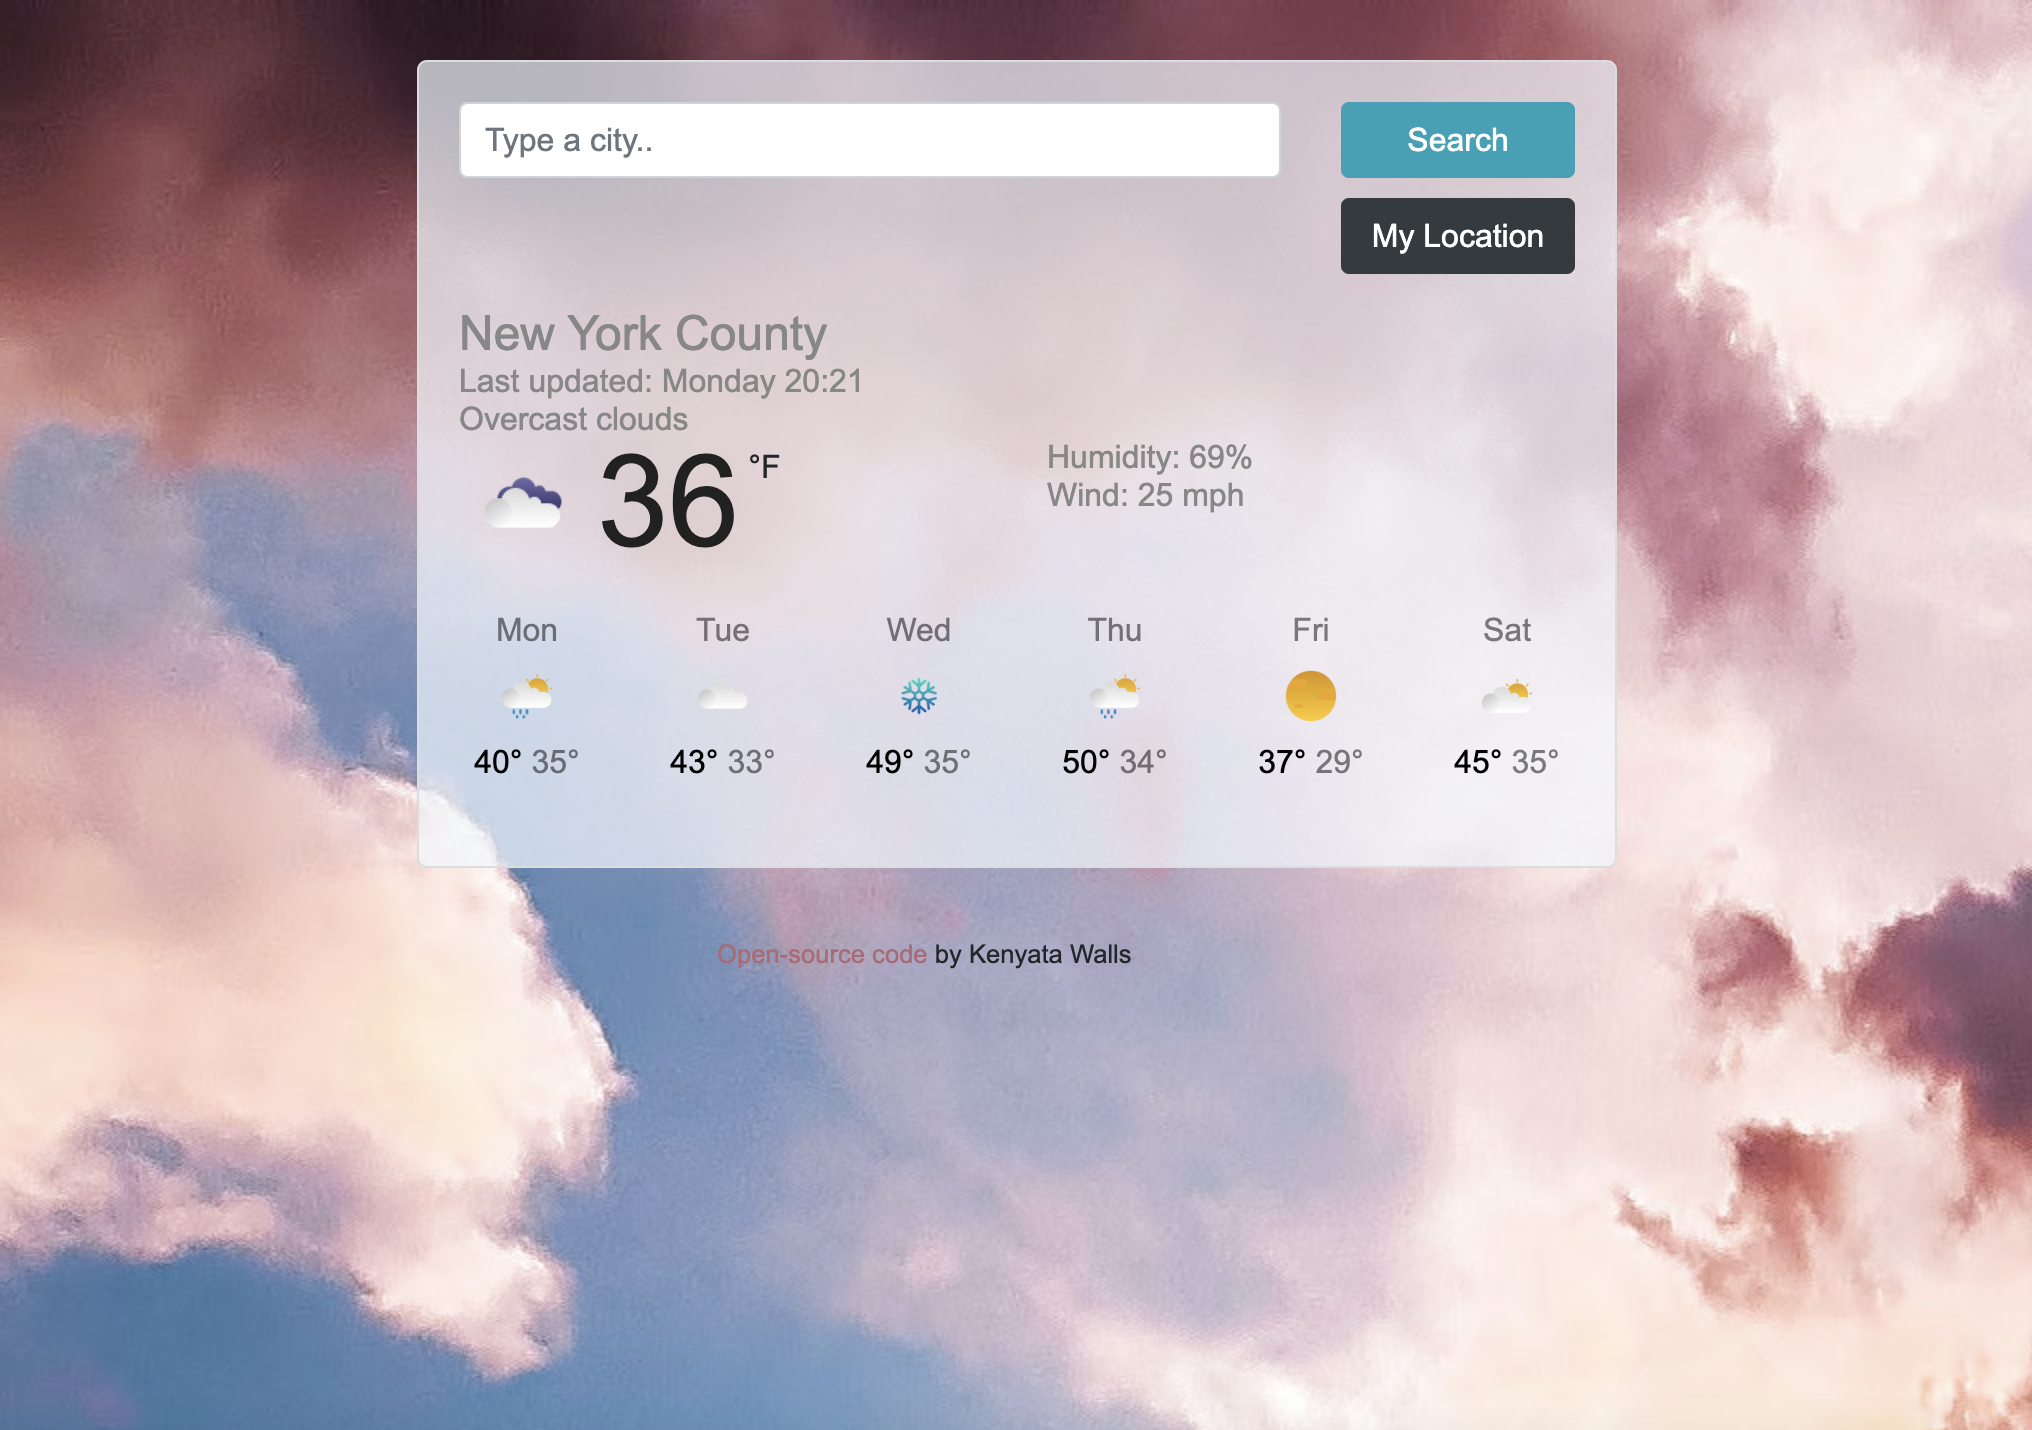 Type a city..
Search
My Location
New York County
Last updated: Monday 20:21
Overcast clouds
36 °F
Humidity: 69%
Wind: 25 mph
Mon Tue Wed Thu Fri Sat
40° 35° 43° 33° 49° 35° 50° 34° 37° 29° 45° 35°
Open-source code by Kenyata Walls